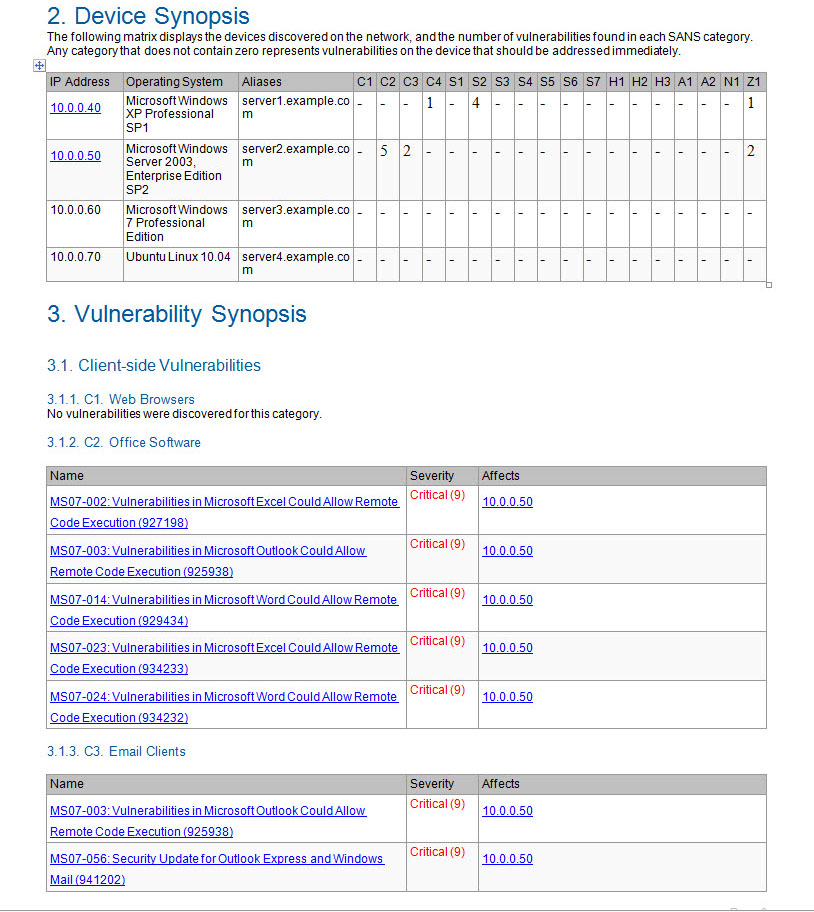 2. Device Synopsis
The following matrix displays the devices discovered on the network, and the number of vulnerabilities found in each SANS category.
Any category that does not contain zero represents vulnerabilities on the device that should be addressed immediately.
IP Address Operating System Aliases C1 C2 C3 C4 S1 S2 S3 S4 S5 S6 S7 H1 H2 H3 A1 A2 N1 Z1
10.0.0.40 Microsoft Windows server1.example.co - - - 1 - 4 - - - - - - - - - - - 1
XP Professional m
SP1
10.0.0.50 Microsoft Windows server2.example.co - 5 2 - - - - - - - - - - - - - - 2
Server 2003, m
Enterprise Edition
SP2
10.0.0.60 Microsoft Windows server3.example.co - - - - - - - - - - - - - - - - - -
7 Professional m
Edition
10.0.0.70 Ubuntu Linux 10.04 server4.example.co - - - - - - - - - - - - - - - - - -
m
3. Vulnerability Synopsis
3.1. Client-side Vulnerabilities
3.1.1. C1. Web Browsers
No vulnerabilities were discovered for this category.
3.1.2. C2. Office Software
Name Severity Affects
MS07-002: Vulnerabilities in Microsoft Excel Could Allow Remote Critical (9) 10.0.0.50
Code Execution (927198)
MS07-003: Vulnerabilities in Microsoft Outlook Could Allow Critical (9) 10.0.0.50
Remote Code Execution (925938)
MS07-014: Vulnerabilities in Microsoft Word Could Allow Remote Critical (9) 10.0.0.50
Code Execution (929434)
MS07-023: Vulnerabilities in Microsoft Excel Could Allow Remote Critical (9) 10.0.0.50
Code Execution (934233)
MS07-024: Vulnerabilities in Microsoft Word Could Allow Remote Critical (9) 10.0.0.50
Code Execution (934232)
3.1.3. C3. Email Clients
Name Severity Affects
MS07-003: Vulnerabilities in Microsoft Outlook Could Allow Critical (9) 10.0.0.50
Remote Code Execution (925938)
MS07-056: Security Update for Outlook Express and Windows Critical (9) 10.0.0.50
Mail (941202)